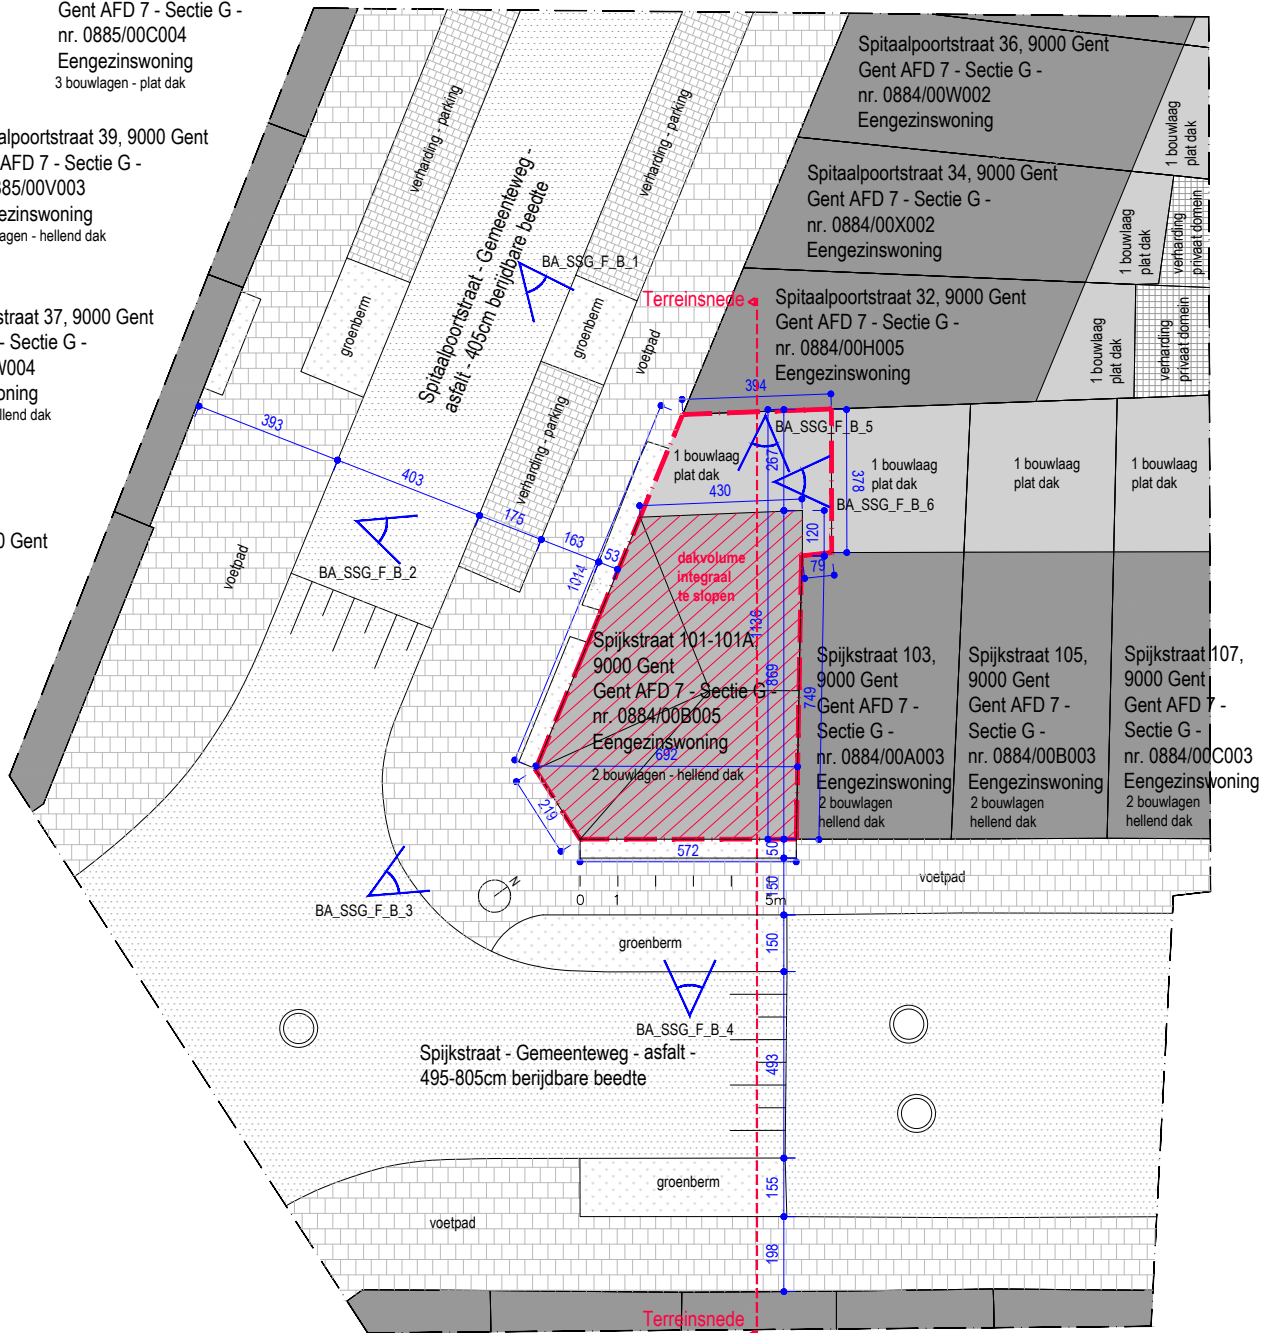 Gent AFD 7 - Sectie G -
nr. 0885/00C004
Eengezinswoning
3 bouwlagen - plat dak
alpoortstraat 39, 9000 Gent
AFD 7 - Sectie G -
885/00V003
ezinswoning
agen - hellend dak
straat 37, 9000 Gent
- Sectie G -
W004
oning
hellend dak
0 Gent
Spitaalpoortstraat 36, 9000 Gent
Gent AFD 7 - Sectie G -
nr. 0884/00W002
Eengezinswoning
1 bouwlaag
plat dak
Spitaalpoortstraat 34, 9000 Gent
Gent AFD 7 - Sectie G -
nr. 0884/00X002
Eengezinswoning
1 bouwlaag
plat dak
verharding
privaat domein
Spitaalpoortstraat 32, 9000 Gent
Gent AFD 7 - Sectie G -
nr. 0884/00H005
Eengezinswoning
1 bouwlaag
plat dak
verharding
privaat domein
verharding - parking
verharding - parking
Spitaalpoortstraat - Gemeenteweg -
asfalt - 405cm berijdbare beedte
BA_SSG_F_B_1
groenberm
groenberm
voetpad
verharding - parking
Terreinsnede
394
393
403
175
163
53
1014
BA_SSG_F_B_2
voetpad
1 bouwlaag
plat dak
267
BA_SSG_F_B_5
BA_SSG_F_B_6
430
378
120
79
1 bouwlaag
plat dak
1 bouwlaag
plat dak
1 bouwlaag
plat dak
dakvolume
integraal
te slopen
1136
869
749
Spijkstraat 101-101A,
9000 Gent
Gent AFD 7 - Sectie G -
nr. 0884/00B005
Eengezinswoning
692
2 bouwlagen - hellend dak
Spijkstraat 103,
9000 Gent
Gent AFD 7 -
Sectie G -
nr. 0884/00A003
Eengezinswoning
2 bouwlagen
hellend dak
Spijkstraat 105,
9000 Gent
Gent AFD 7 -
Sectie G -
nr. 0884/00B003
Eengezinswoning
2 bouwlagen
hellend dak
Spijkstraat 107,
9000 Gent
Gent AFD 7 -
Sectie G -
nr. 0884/00C003
Eengezinswoning
2 bouwlagen
hellend dak
219
572
50
150
BA_SSG_F_B_3
N
0 1 5m
voetpad
groenberm
150
BA_SSG_F_B_4
Spijkstraat - Gemeenteweg - asfalt -
495-805cm berijdbare beedte
493
groenberm
155
voetpad
198
Terreinsnede